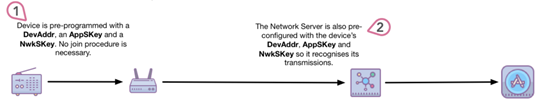 1
Device is pre-programmed with a
DevAddr, an AppSKey and a
NwkSKey. No join procedure is
necessary.
The Network Server is also pre-
configured with the device's
DevAddr, AppSKey and
NwkSKey so it recognises its
transmissions.
2